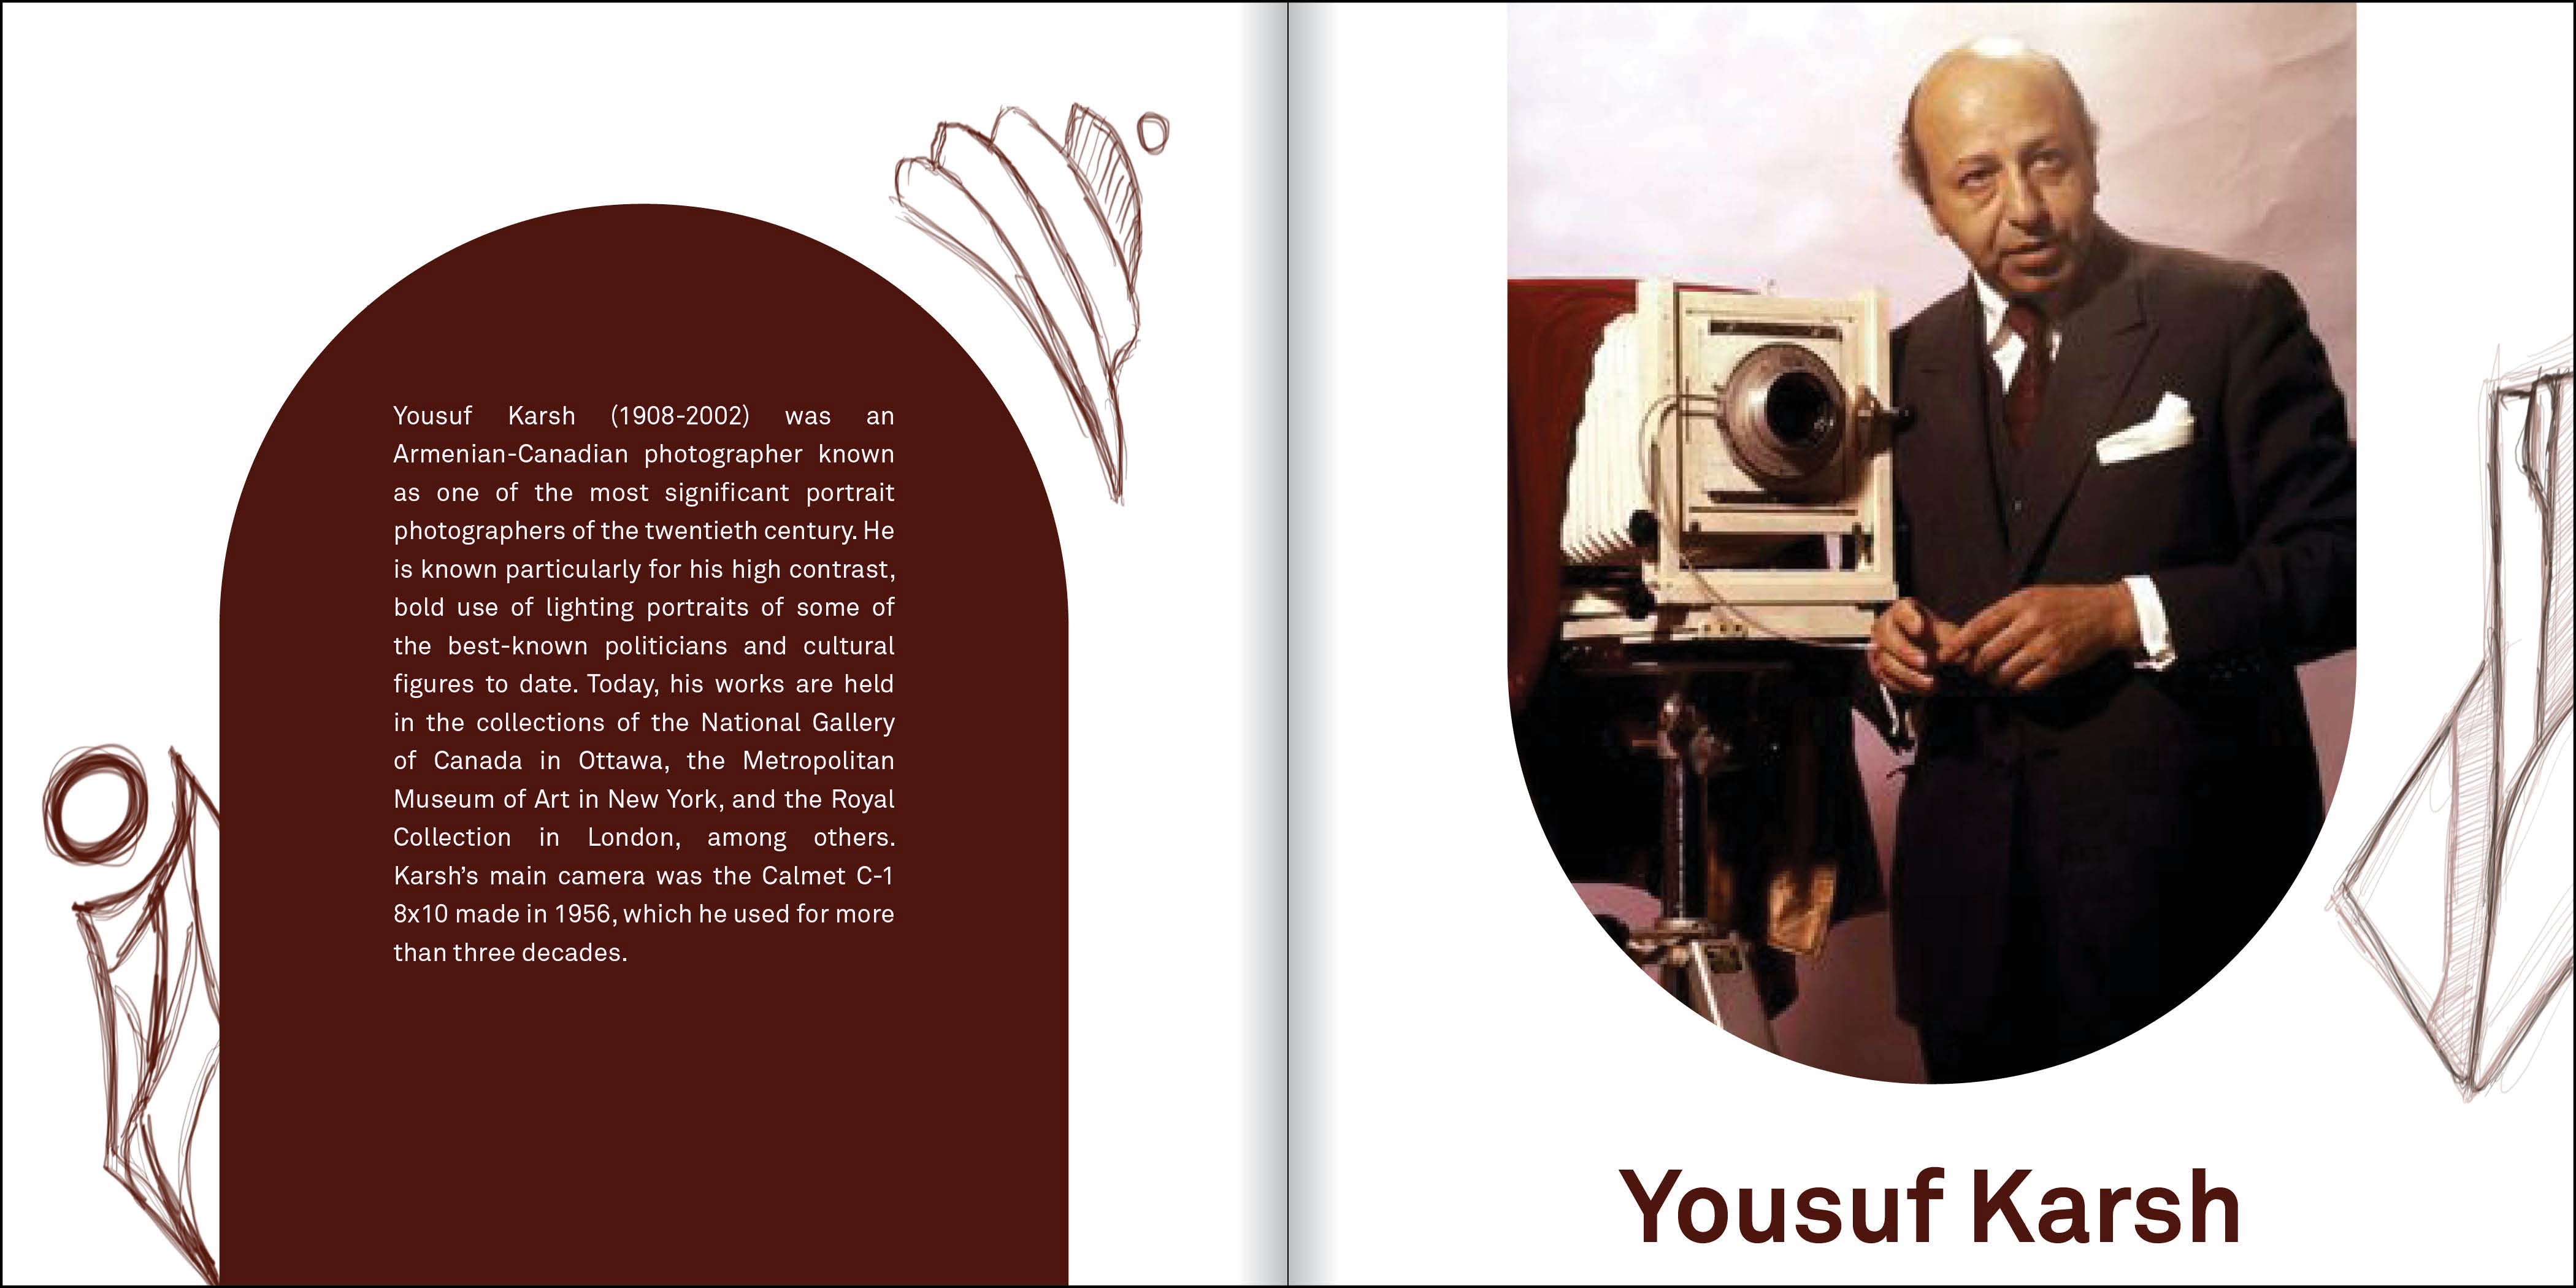 Yousuf Karsh (1908-2002) was an
Armenian-Canadian photographer known
as one of the most significant portrait
photographers of the twentieth century. He
is known particularly for his high contrast,
bold use of lighting portraits of some of
the best-known politicians and cultural
figures to date. Today, his works are held
in the collections of the National Gallery
of Canada in Ottawa, the Metropolitan
Museum of Art in New York, and the Royal
Collection in London, among others.
Karsh’s main camera was the Calmet C-1
8x10 made in 1956, which he used for more
than three decades.
Yousuf Karsh